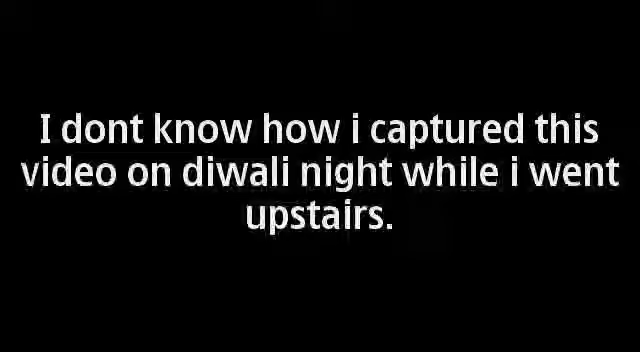 I dont know how i captured this
video on diwali night while i went
upstairs.